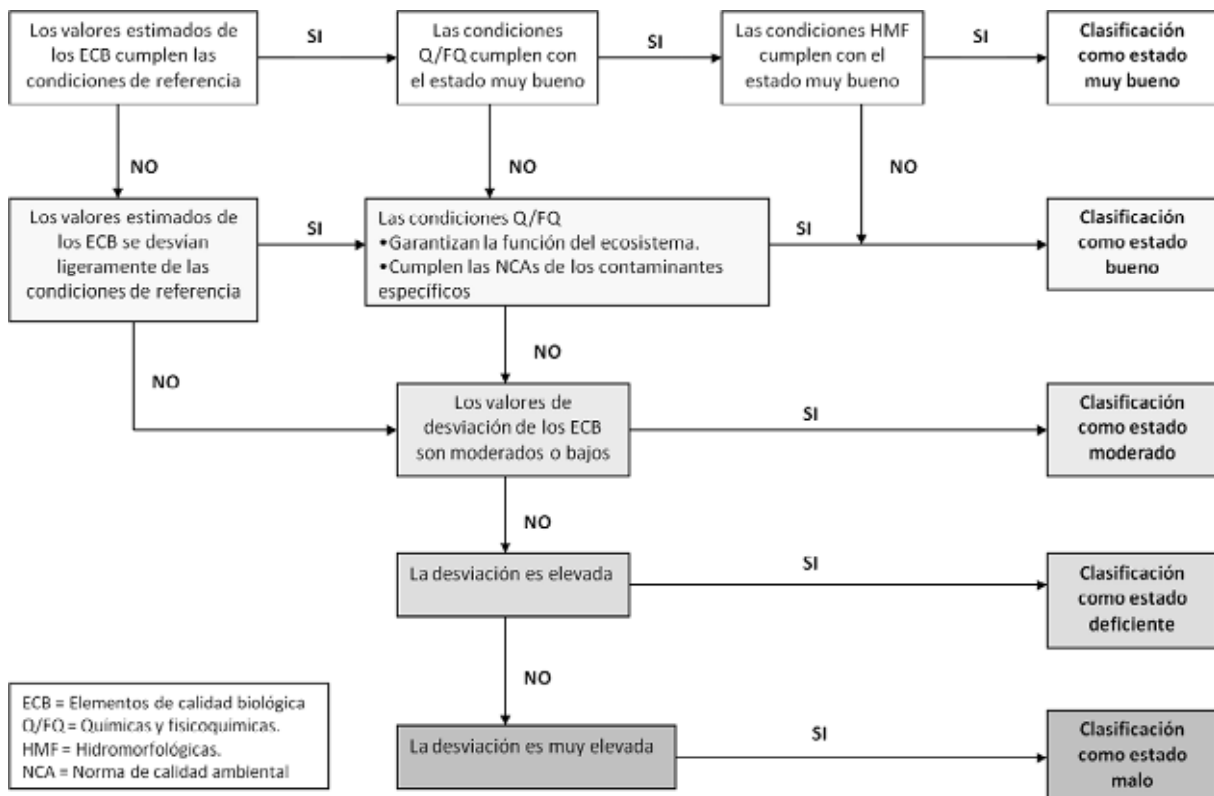 Los valores estimados de
los ECB cumplen las
condiciones de referencia
SI
Las condiciones
Q/FQ cumplen con
el estado muy bueno
SI
Las condiciones HMF
cumplen con el
estado muy bueno
SI
Clasificación
como estado
muy bueno
NO
NO
NO
Los valores estimados de
los ECB se desvían
ligeramente de las
condiciones de referencia
SI
Las condiciones Q/FQ
•Garantizan la función del ecosistema.
•Cumplen las NCAs de los contaminantes
específicos
SI
Clasificación
como estado
bueno
NO
NO
Los valores de
desviación de los ECB
son moderados o bajos
SI
Clasificación
como estado
moderado
NO
La desviación es elevada
SI
Clasificación
como estado
deficiente
NO
La desviación es muy elevada
SI
Clasificación
como estado
malo
ECB = Elementos de calidad biológica
Q/FQ = Químicas y fisicoquímicas.
HMF = Hidromorfológicas.
NCA = Norma de calidad ambiental